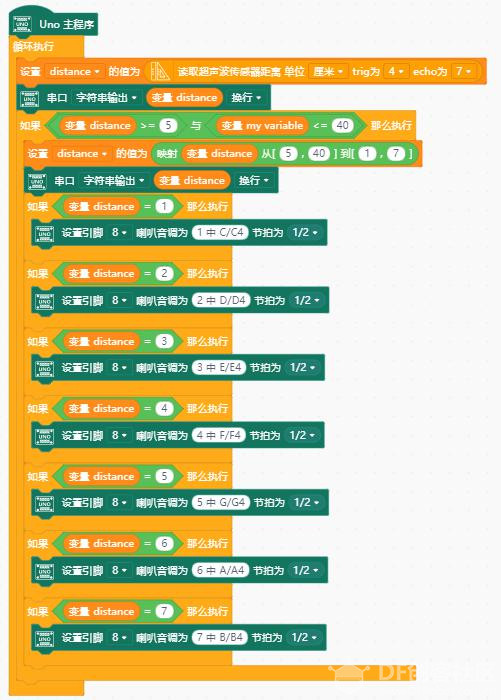 UNO Uno 主程序
循环执行
设置 distance 的值为 读取超声波传感器距离 单位 厘米 trig为 4 echo为 7
UNO 串口 字符串输出 变量 distance 换行
如果 变量 distance >= 5 与 变量 my variable <= 40 那么执行
设置 distance 的值为 映射 变量 distance 从[ 5 , 40 ] 到[ 1 , 7 ]
UNO 串口 字符串输出 变量 distance 换行
如果 变量 distance = 1 那么执行
UNO 设置引脚 8 喇叭音调为 1 中 C/C4 节拍为 1/2
如果 变量 distance = 2 那么执行
UNO 设置引脚 8 喇叭音调为 2 中 D/D4 节拍为 1/2
如果 变量 distance = 3 那么执行
UNO 设置引脚 8 喇叭音调为 3 中 E/E4 节拍为 1/2
如果 变量 distance = 4 那么执行
UNO 设置引脚 8 喇叭音调为 4 中 F/F4 节拍为 1/2
如果 变量 distance = 5 那么执行
UNO 设置引脚 8 喇叭音调为 5 中 G/G4 节拍为 1/2
如果 变量 distance = 6 那么执行
UNO 设置引脚 8 喇叭音调为 6 中 A/A4 节拍为 1/2
如果 变量 distance = 7 那么执行
UNO 设置引脚 8 喇叭音调为 7 中 B/B4 节拍为 1/2